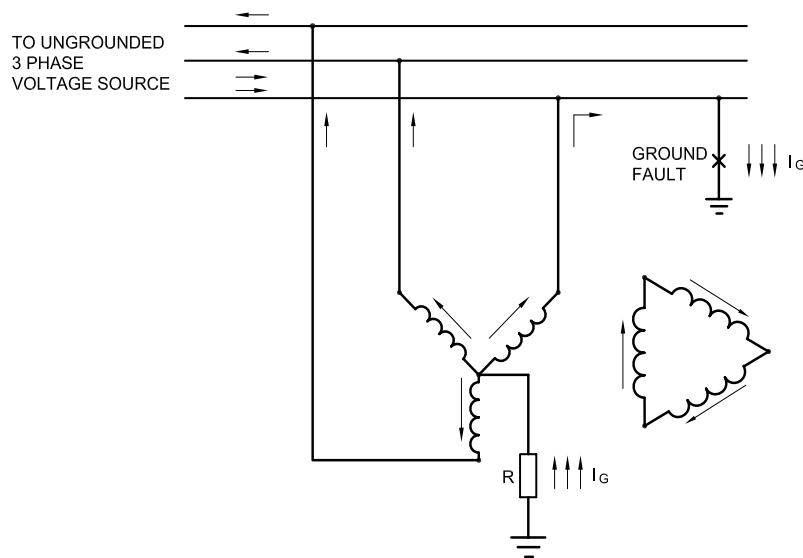 TO UNGROUNDED
3 PHASE
VOLTAGE SOURCE
GROUND
FAULT
IG
R
IG